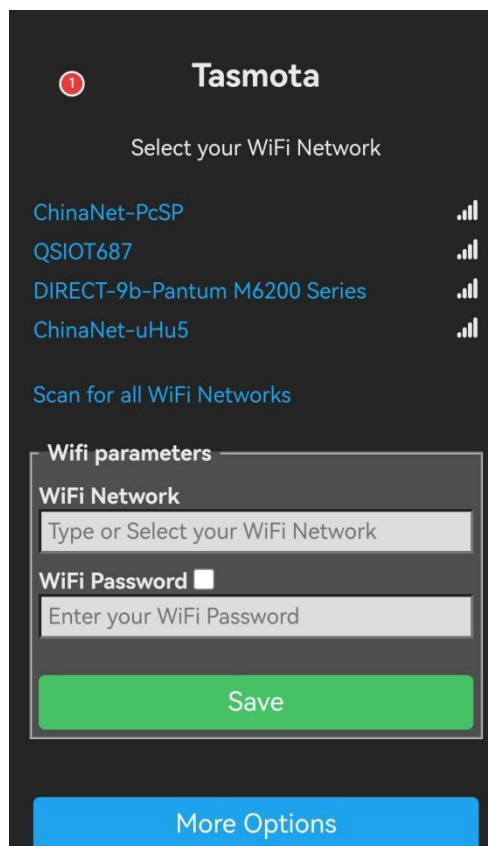 1
Tasmota
Select your WiFi Network
ChinaNet-PcSP
QSIOT687
DIRECT-9b-Pantum M6200 Series
ChinaNet-uHu5
Scan for all WiFi Networks
Wifi parameters
WiFi Network
Type or Select your WiFi Network
WiFi Password
Enter your WiFi Password
Save
More Options